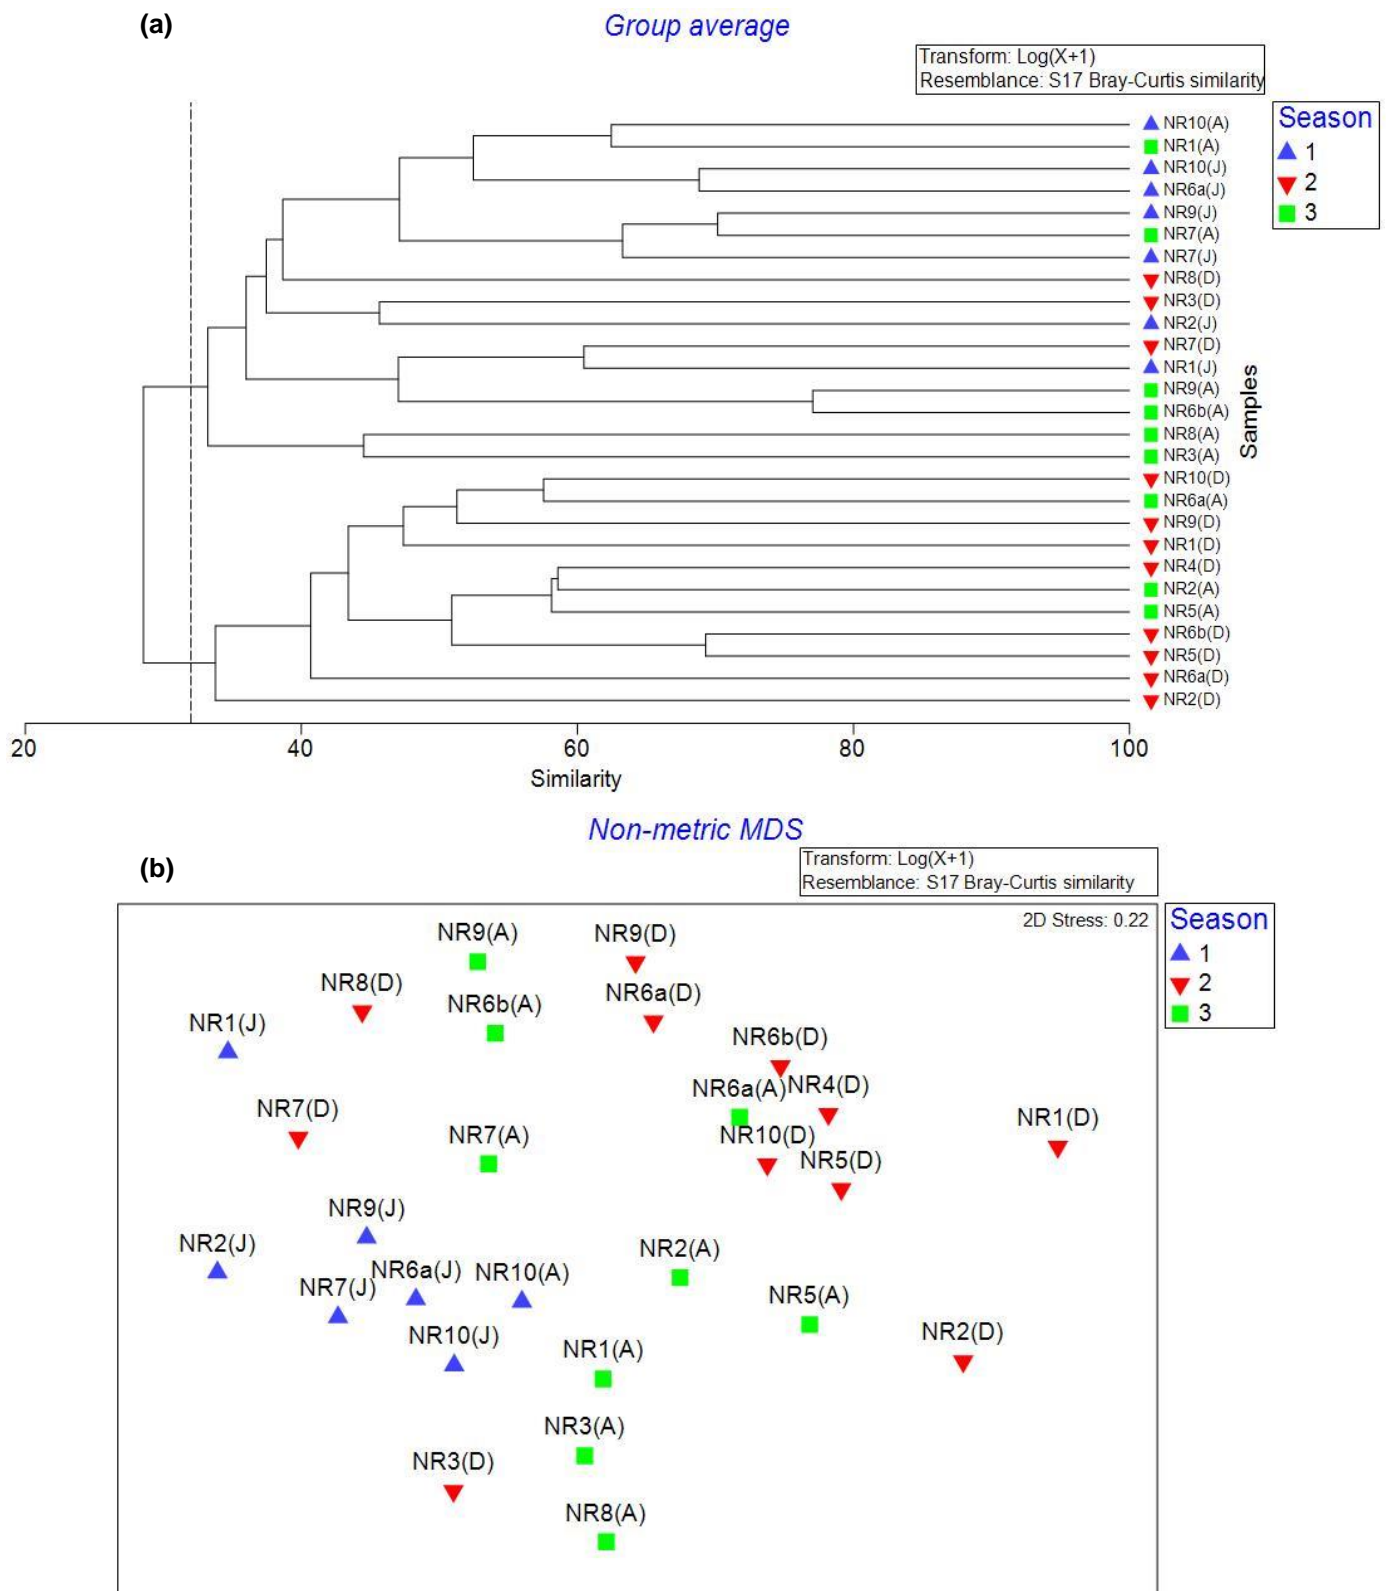 (a)
Group average
Transform: Log(X+1)
Resemblance: S17 Bray-Curtis similarity
Season
1
2
3
NR10(A)
NR1(A)
NR10(J)
NR6a(J)
NR9(J)
NR7(A)
NR7(J)
NR8(D)
NR3(D)
NR2(J)
NR7(D)
NR1(J)
NR9(A)
NR6b(A)
NR8(A)
NR3(A)
NR10(D)
NR6a(A)
NR9(D)
NR1(D)
NR4(D)
NR2(A)
NR5(A)
NR6b(D)
NR5(D)
NR6a(D)
NR2(D)
Samples
20 40 60 80 100
Similarity
Non-metric MDS
(b)
Transform: Log(X+1)
Resemblance: S17 Bray-Curtis similarity
2D Stress: 0.22
Season
1
2
3
NR9(A) NR9(D)
NR8(D)
NR6b(A) NR6a(D)
NR1(J)
NR6b(D)
NR6a(A) NR4(D)
NR7(D)
NR1(D)
NR7(A) NR10(D)
NR5(D)
NR9(J)
NR2(J) NR2(A)
NR6a(J) NR10(A)
NR7(J)
NR5(A)
NR10(J) NR2(D)
NR1(A)
NR3(A)
NR3(D)
NR8(A)